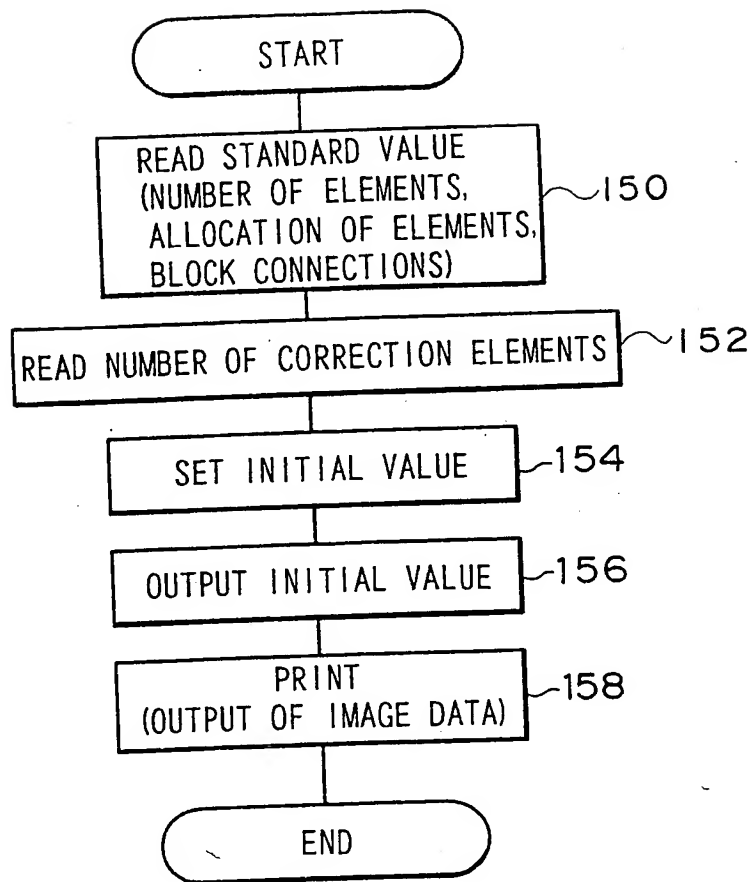 START
READ STANDARD VALUE
(NUMBER OF ELEMENTS,
ALLOCATION OF ELEMENTS,
BLOCK CONNECTIONS)
150
READ NUMBER OF CORRECTION ELEMENTS
152
SET INITIAL VALUE
154
OUTPUT INITIAL VALUE
156
PRINT
(OUTPUT OF IMAGE DATA)
158
END